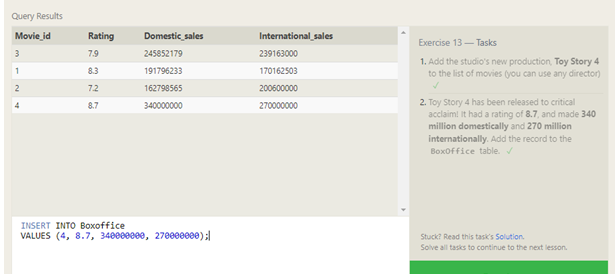 Query Results
Movie_id Rating Domestic_sales International_sales
3 7.9 245852179 239163000
1 8.3 191796233 170162503
2 7.2 162798565 200600000
4 8.7 340000000 270000000
INSERT INTO Boxoffice
VALUES (4, 8.7, 340000000, 270000000);
Exercise 13 — Tasks
1. Add the studio's new production, Toy Story 4
to the list of movies (you can use any director)
✓
2. Toy Story 4 has been released to critical
acclaim! It had a rating of 8.7, and made 340
million domestically and 270 million
internationally. Add the record to the
BoxOffice table. ✓
Stuck? Read this task's Solution.
Solve all tasks to continue to the next lesson.